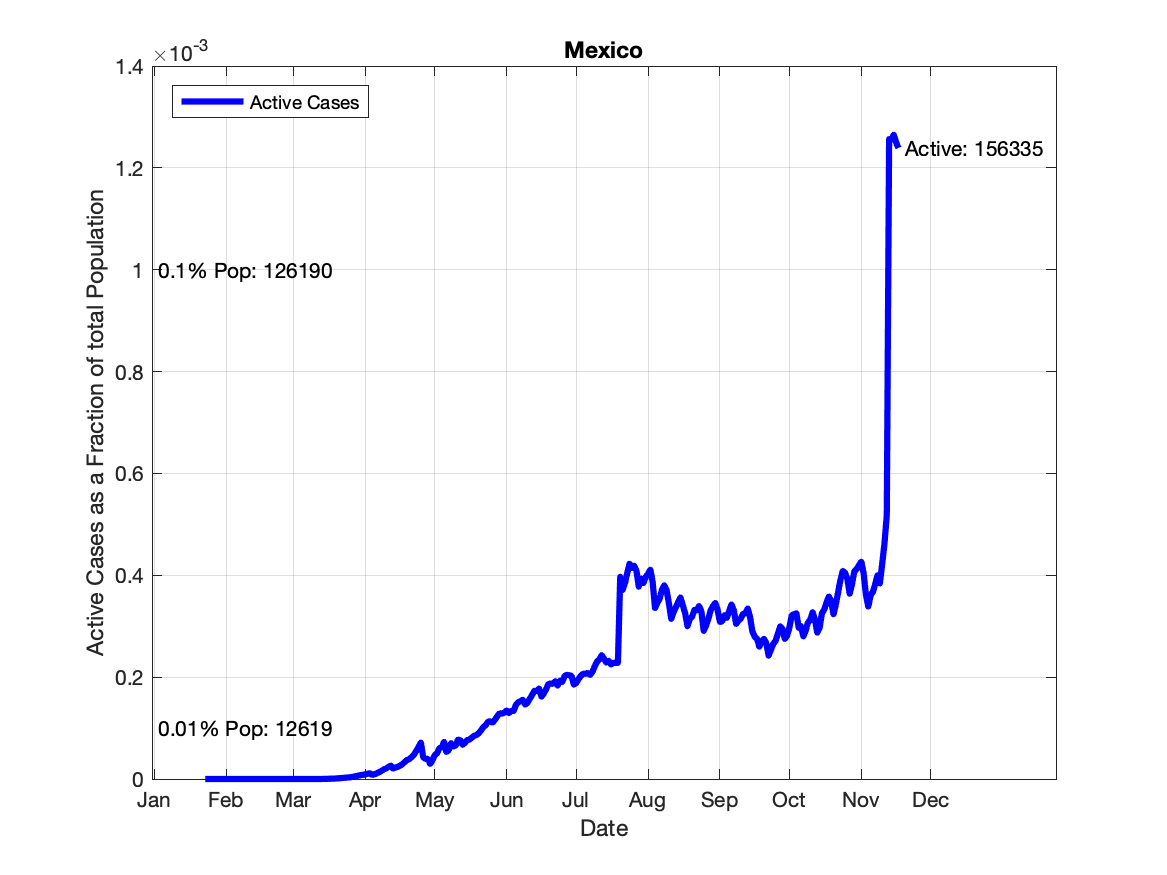 Mexico
×10-3
1.4
1.2
1
0.8
0.6
0.4
0.2
0
Active Cases
Active: 156335
0.1% Pop: 126190
0.01% Pop: 12619
Active Cases as a Fraction of total Population
Jan Feb Mar Apr May Jun Jul Aug Sep Oct Nov Dec
Date